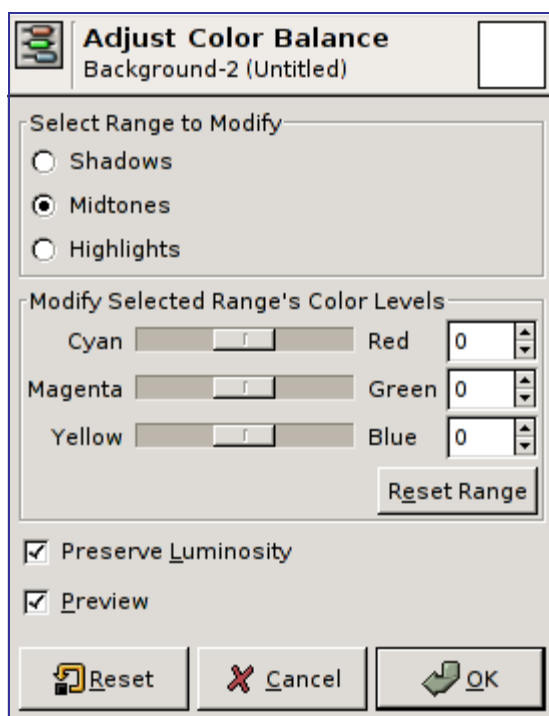 Adjust Color Balance
Background-2 (Untitled)
Select Range to Modify
Shadows
Midtones
Highlights
Modify Selected Range's Color Levels
Cyan Red 0
Magenta Green 0
Yellow Blue 0
Reset Range
Preserve Luminosity
Preview
Reset Cancel OK